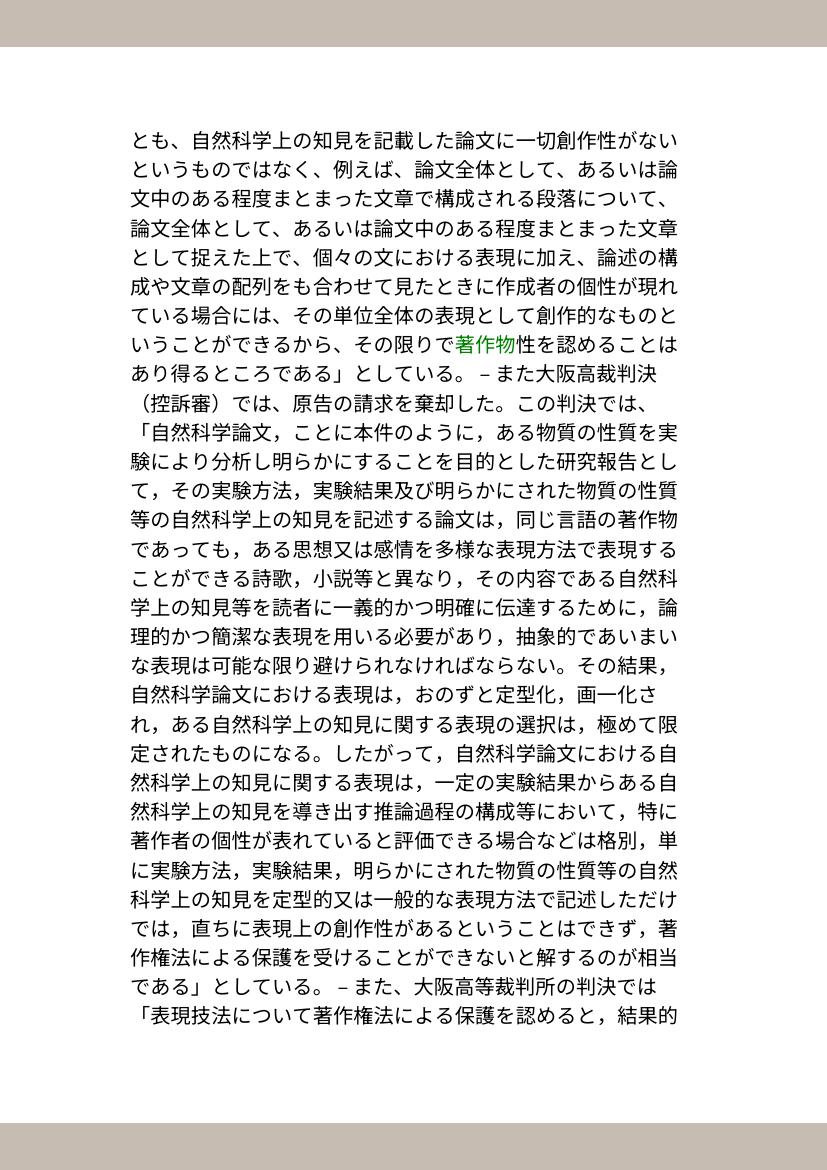 とも、自然科学上の知見を記載した論文に一切創作性がない
というものではなく、例えば、論文全体として、あるいは論
文中のある程度まとまった文章で構成される段落について、
論文全体として、あるいは論文中のある程度まとまった文章
として捉えた上で、個々の文における表現に加え、論述の構
成や文章の配列をも合わせて見たときに作成者の個性が現れ
ている場合には、その単位全体の表現として創作的なものと
いうことができるから、その限りで著作物性を認めることは
あり得るところである」としている。 – また大阪高裁判決
（控訴審）では、原告の請求を棄却した。この判決では、
「自然科学論文，ことに本件のように，ある物質の性質を実
験により分析し明らかにすることを目的とした研究報告とし
て，その実験方法，実験結果及び明らかにされた物質の性質
等の自然科学上の知見を記述する論文は，同じ言語の著作物
であっても，ある思想又は感情を多様な表現方法で表現する
ことができる詩歌，小説等と異なり，その内容である自然科
学上の知見等を読者に一義的かつ明確に伝達するために，論
理的かつ簡潔な表現を用いる必要があり，抽象的であいまい
な表現は可能な限り避けられなければならない。その結果，
自然科学論文における表現は，おのずと定型化，画一化さ
れ，ある自然科学上の知見に関する表現の選択は，極めて限
定されたものになる。したがって，自然科学論文における自
然科学上の知見に関する表現は，一定の実験結果からある自
然科学上の知見を導き出す推論過程の構成等において，特に
著作者の個性が表れていると評価できる場合などは格別，単
に実験方法，実験結果，明らかにされた物質の性質等の自然
科学上の知見を定型的又は一般的な表現方法で記述しただけ
では，直ちに表現上の創作性があるということはできず，著
作権法による保護を受けることができないと解するのが相当
である」としている。 – また、大阪高等裁判所の判決では
「表現技法について著作権法による保護を認めると，結果的